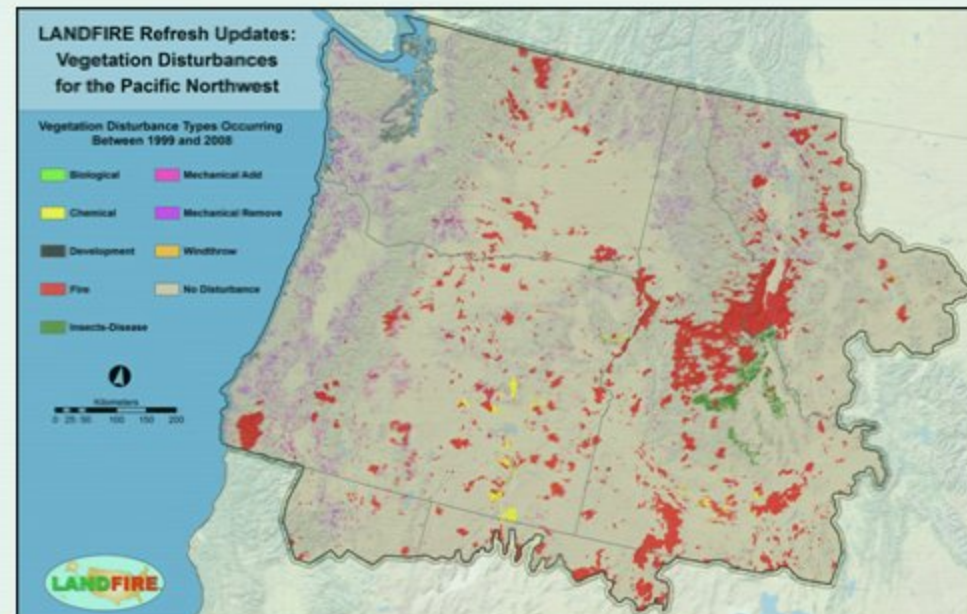 LANDFIRE Refresh Updates:
Vegetation Disturbances
for the Pacific Northwest
Vegetation Disturbance Types Occurring
Between 1999 and 2008
Biological
Mechanical Add
Chemical
Mechanical Remove
Development
Windthrow
Fire
No Disturbance
Insects-Disease
Kilometers
0 25 50 100 150 200
LANDFIRE